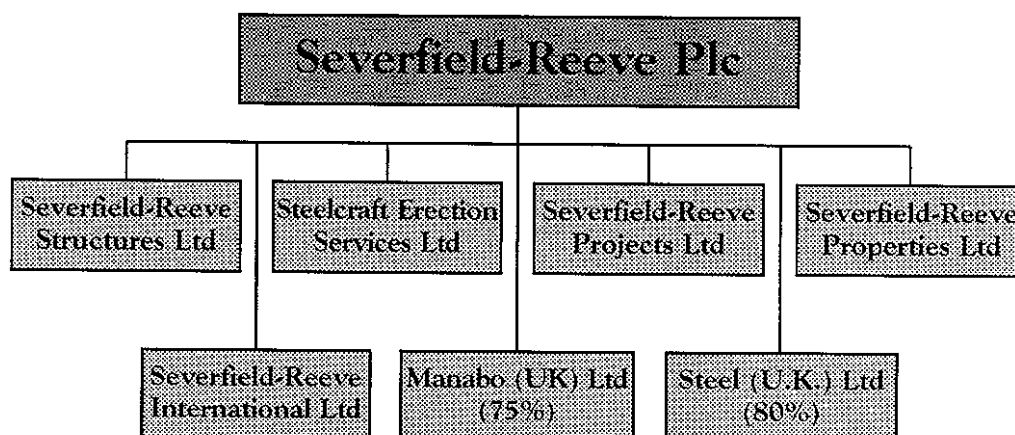 Severfield-Reeve Plc
Severfield-Reeve
Structures Ltd
Steelcraft Erection
Services Ltd
Severfield-Reeve
Projects Ltd
Severfield-Reeve
Properties Ltd
Severfield-Reeve
International Ltd
Manabo (UK) Ltd
(75%)
Steel (U.K.) Ltd
(80%)